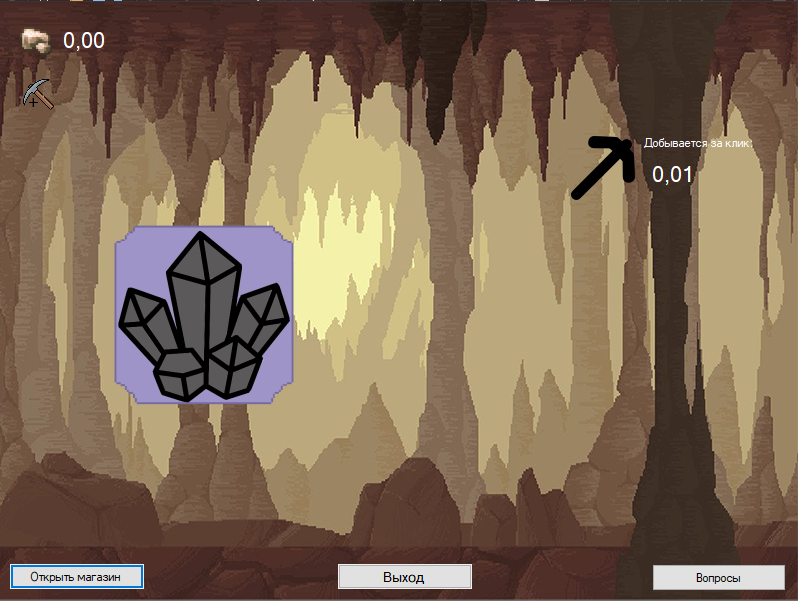 0,00
Добывается за клик:
0,01
Открыть магазин
Выход
Вопросы